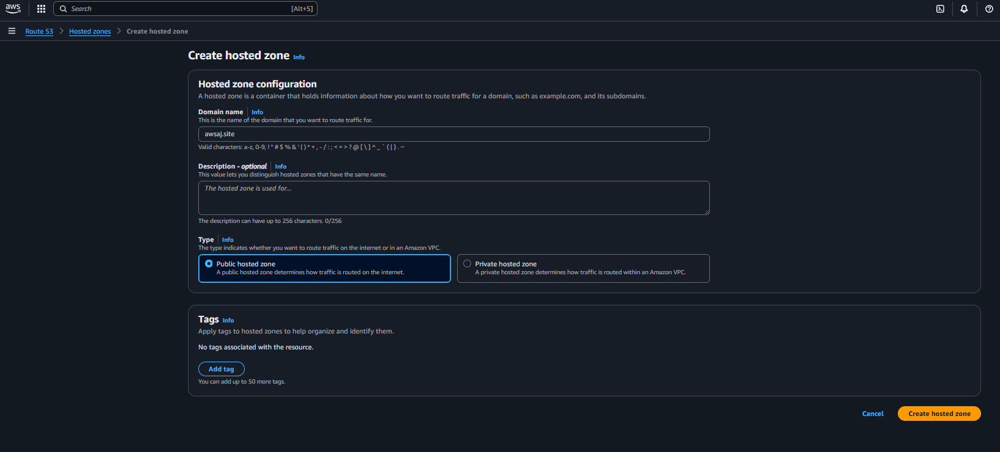 aws
Search [Alt+S]
Route 53 > Hosted zones > Create hosted zone
Create hosted zone Info
Hosted zone configuration
A hosted zone is a container that holds information about how you want to route traffic for a domain, such as example.com, and its subdomains.
Domain name Info
This is the name of the domain that you want to route traffic for.
awsaj.site
Valid characters: a-z, 0-9, ! " # $ % & ' ( ) * + , - / : ; < = > ? @ [ \ ] ^ _ ` { | } . ~
Description - optional Info
This value lets you distinguish hosted zones that have the same name.
The hosted zone is used for...
The description can have up to 256 characters. 0/256
Type Info
The type indicates whether you want to route traffic on the internet or in an Amazon VPC.
Public hosted zone
A public hosted zone determines how traffic is routed on the internet.
Private hosted zone
A private hosted zone determines how traffic is routed within an Amazon VPC.
Tags Info
Apply tags to hosted zones to help organize and identify them.
No tags associated with the resource.
Add tag
You can add up to 50 more tags.
Cancel Create hosted zone